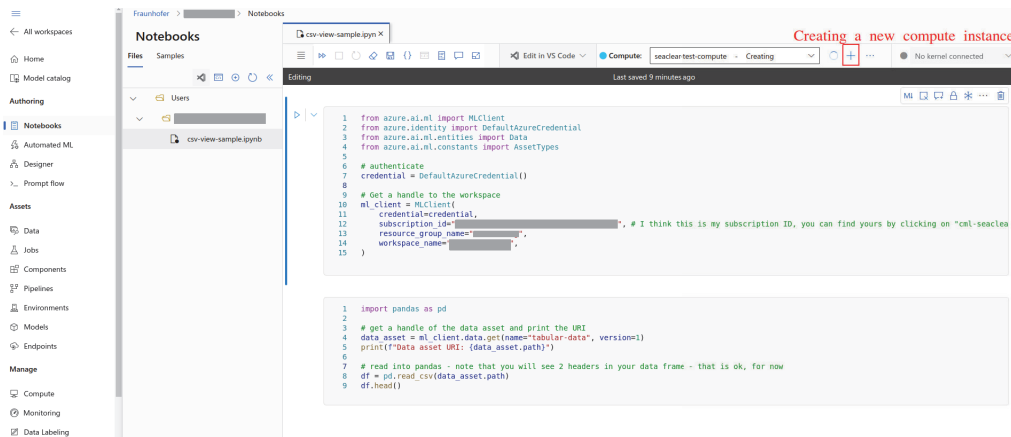 Fraunhofer > > Notebooks
All workspaces
Home
Model catalog
Authoring
Notebooks
Automated ML
Designer
Prompt flow
Assets
Data
Jobs
Components
Pipelines
Environments
Models
Endpoints
Manage
Compute
Monitoring
Data Labeling
Notebooks
Files Samples
Users
csv-view-sample.ipynb
csv-view-sample.ipyn ×
Creating a new compute instance
Edit in VS Code
Compute: seaclear-test-compute - Creating
No kernel connected
Editing
Last saved 9 minutes ago
M↓
1 from azure.ai.ml import MLClient
2 from azure.identity import DefaultAzureCredential
3 from azure.ai.ml.entities import Data
4 from azure.ai.ml.constants import AssetTypes
5
6 # authenticate
7 credential = DefaultAzureCredential()
8
9 # Get a handle to the workspace
10 ml_client = MLClient(
11 credential=credential,
12 subscription_id=" ", # I think this is my subscription ID, you can find yours by clicking on "cml-seaclea
13 resource_group_name=" ",
14 workspace_name=" ",
15 )
1 import pandas as pd
2
3 # get a handle of the data asset and print the URI
4 data_asset = ml_client.data.get(name="tabular-data", version=1)
5 print(f"Data asset URI: {data_asset.path}")
6
7 # read into pandas - note that you will see 2 headers in your data frame - that is ok, for now
8 df = pd.read_csv(data_asset.path)
9 df.head()